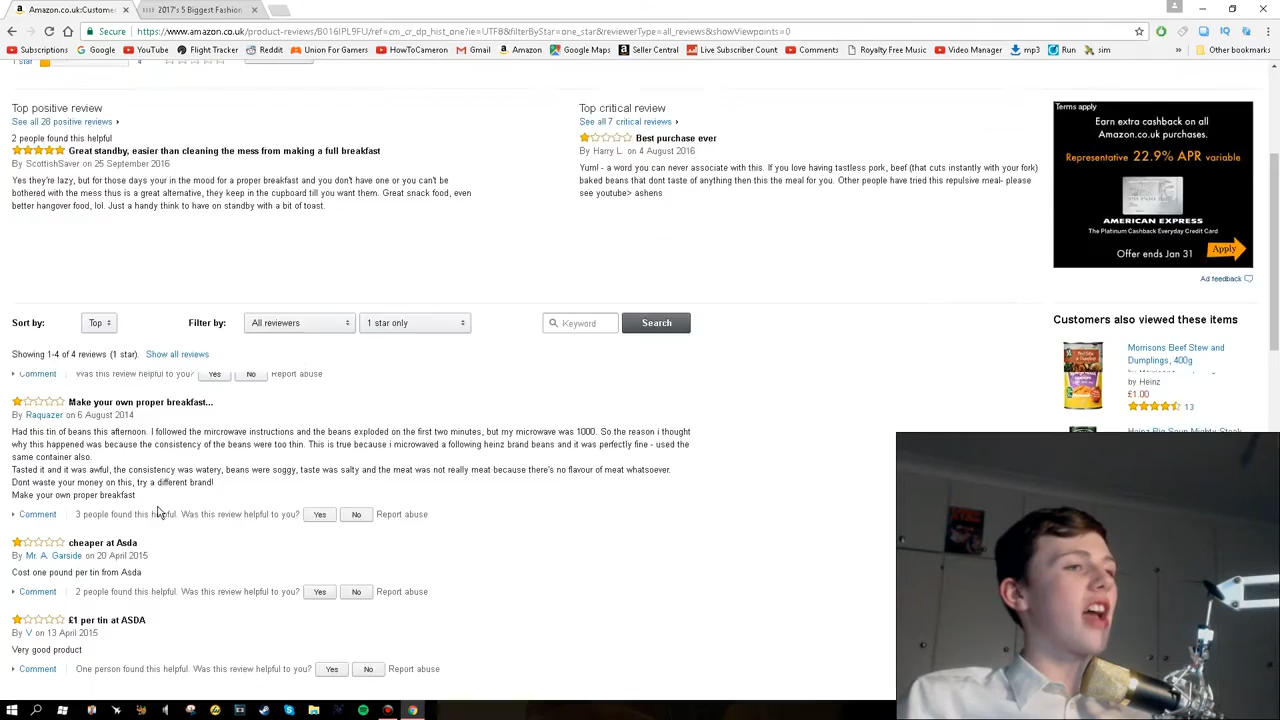 Amazon.co.uk:Custome
2017's 5 Biggest Fashion
Secure
https://www.amazon.co.uk/product-reviews/B016IPL9FU/ref=cm_cr_dp_hist_one?ie=UTF8&filterByStar=one_star&reviewerType=all_reviews&showViewpoints=0
Subscriptions Google YouTube Flight Tracker Reddit Union For Gamers HowToCameron Gmail Amazon Google Maps Seller Central Live Subscriber Count Comments Royalty Free Music Video Manager mp3 Run sim » Other bookmarks
1 star
Top positive review
See all 28 positive reviews ›
2 people found this helpful
Great standby, easier than cleaning the mess from making a full breakfast
By ScottishSaver on 25 September 2016
Yes they're lazy, but for those days your in the mood for a proper breakfast and you don't have one or you can't be
bothered with the mess thus is a great alternative, they keep in the cupboard till you want them. Great snack food, even
better hangover food, lol. Just a handy think to have on standby with a bit of toast.
Top critical review
See all 7 critical reviews ›
Best purchase ever
By Harry L. on 4 August 2016
Yum! - a word you can never associate with this. If you love having tastless pork, beef (that cuts instantly with your fork)
baked beans that dont taste of anything then this the meal for you. Other people have tried this repulsive meal- please
see youtube> ashens
Terms apply
Earn extra cashback on all
Amazon.co.uk purchases.
Representative 22.9% APR variable
AMERICAN EXPRESS
The Platinum Cashback Everyday Credit Card
Offer ends Jan 31 Apply
Ad feedback
Sort by: Top Filter by: All reviewers 1 star only Keyword Search
Showing 1-4 of 4 reviews (1 star). Show all reviews
Comment Was this review helpful to you? Yes No Report abuse
Make your own proper breakfast...
By Raquazer on 6 August 2014
Had this tin of beans this afternoon. I followed the mircrowave instructions and the beans exploded on the first two minutes, but my microwave was 1000. So the reason i thought
why this happened was because the consistency of the beans were too thin. This is true because i microwaved a following heinz brand beans and it was perfectly fine - used the
same container also.
Tasted it and it was awful, the consistency was watery, beans were soggy, taste was salty and the meat was not really meat because there's no flavour of meat whatsoever.
Dont waste your money on this, try a different brand!
Make your own proper breakfast
Comment 3 people found this helpful. Was this review helpful to you? Yes No Report abuse
cheaper at Asda
By Mr. A. Garside on 20 April 2015
Cost one pound per tin from Asda
Comment 2 people found this helpful. Was this review helpful to you? Yes No Report abuse
£1 per tin at ASDA
By V on 13 April 2015
Very good product
Comment One person found this helpful. Was this review helpful to you? Yes No Report abuse
Customers also viewed these items
Morrisons Beef Stew and
Dumplings, 400g
by Heinz
£1.00
13